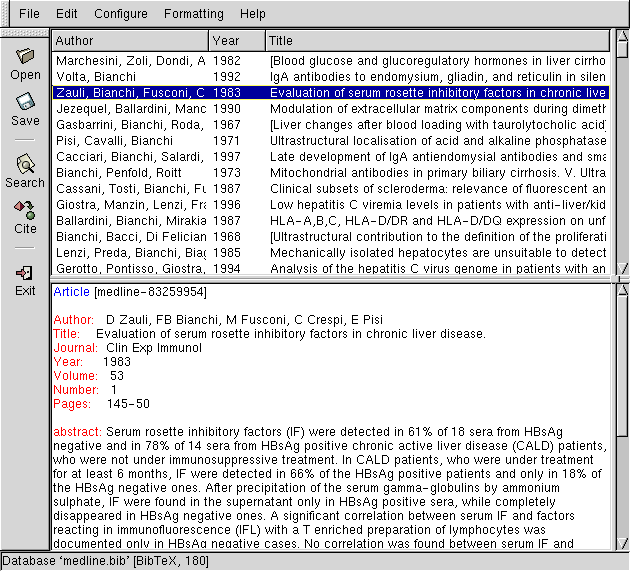 File Edit Configure Formatting Help
Open
Save
Search
Cite
Exit
Author Year Title
Marchesini, Zoli, Dondi, A 1982 [Blood glucose and glucoregulatory hormones in liver cirrho
Volta, Bianchi 1992 IgA antibodies to endomysium, gliadin, and reticulin in silen
Zauli, Bianchi, Fusconi, C 1983 Evaluation of serum rosette inhibitory factors in chronic live
Jezequel, Ballardini, Manc 1990 Modulation of extracellular matrix components during dimeth
Gasbarrini, Bianchi, Roda, 1967 [Liver changes after blood loading with taurolytocholic acid]
Pisi, Cavalli, Bianchi 1971 Ultrastructural localisation of acid and alkaline phosphatase
Cacciari, Bianchi, Salardi, 1997 Late development of IgA antiendomysial antibodies and sma
Bianchi, Penfold, Roitt 1973 Mitochondrial antibodies in primary biliary cirrhosis. V. Ultra
Cassani, Tosti, Bianchi, Fu 1987 Clinical subsets of scleroderma: relevance of fluorescent an
Giostra, Manzin, Lenzi, Fra 1996 Low hepatitis C viremia levels in patients with anti-liver/kid
Ballardini, Bianchi, Mirakia 1987 HLA-A,B,C, HLA-D/DR and HLA-D/DQ expression on unf
Bianchi, Bacci, Di Felician 1968 [Ultrastructural contribution to the definition of the proliferati
Lenzi, Preda, Bianchi, Biag 1985 Mechanically isolated hepatocytes are unsuitable to detect
Gerotto, Pontisso, Giostra, 1994 Analysis of the hepatitis C virus genome in patients with an
Article [medline-83259954]
Author: D Zauli, FB Bianchi, M Fusconi, C Crespi, E Pisi
Title: Evaluation of serum rosette inhibitory factors in chronic liver disease.
Journal: Clin Exp Immunol
Year: 1983
Volume: 53
Number: 1
Pages: 145-50
abstract: Serum rosette inhibitory factors (IF) were detected in 61% of 18 sera from HBsAg
negative and in 78% of 14 sera from HBsAg positive chronic active liver disease (CALD) patients,
who were not under immunosuppressive treatment. In CALD patients, who were under treatment
for at least 6 months, IF were detected in 66% of the HBsAg positive patients and only in 18% of
the HBsAg negative ones. After precipitation of the serum gamma-globulins by ammonium
sulphate, IF were found in the supernatant only in HBsAg positive sera, while completely
disappeared in HBsAg negative ones. A significant correlation between serum IF and factors
reacting in immunofluorescence (IFL) with a T enriched preparation of lymphocytes was
documented only in HBsAg negative cases. No correlation was found between serum IF and
Database 'medline.bib' [BibTeX, 180]